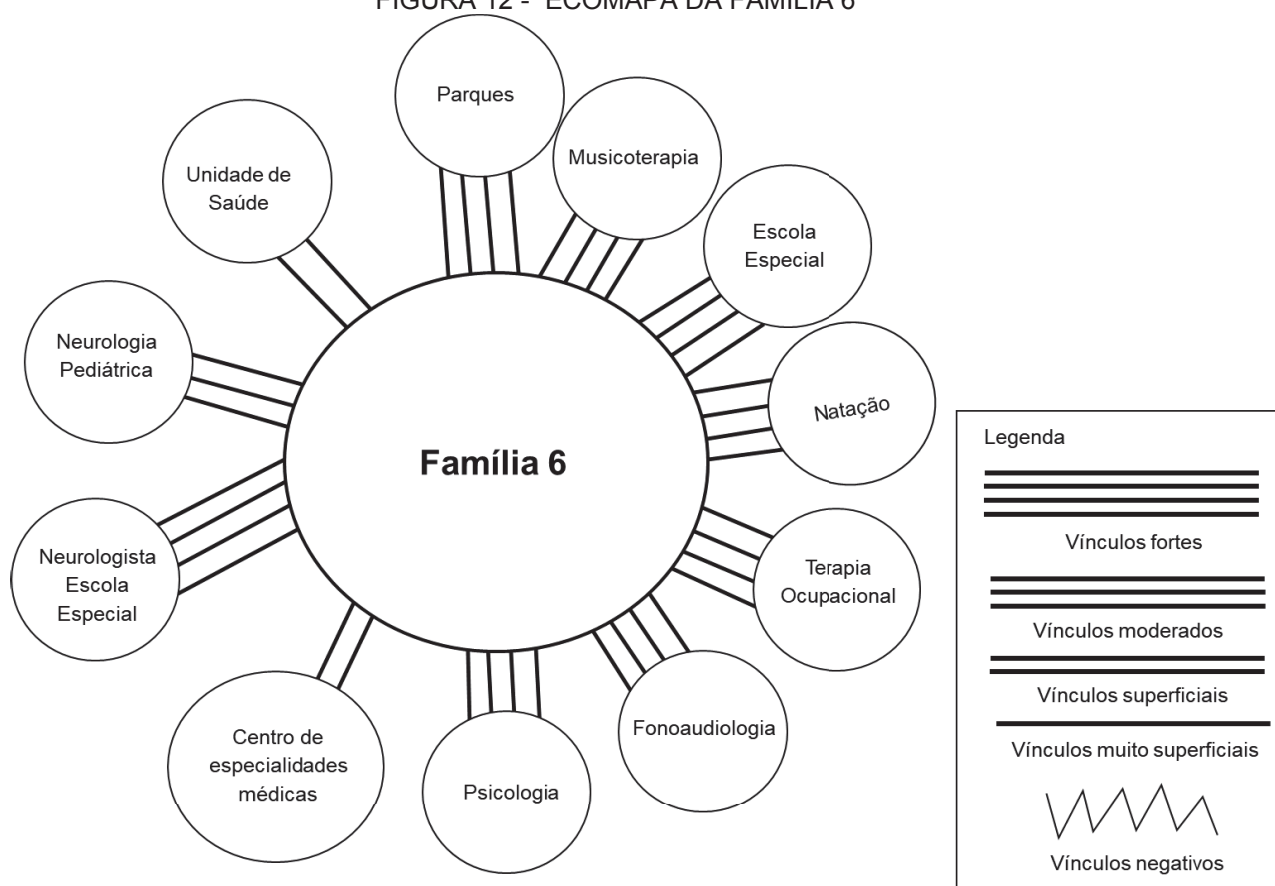 FIGURA 12 - ECOMAPA DA FAMÍLIA 6
Parques
Musicoterapia
Unidade de
Saúde
Escola
Especial
Neurologia
Pediátrica
Natação
Família 6
Neurologista
Escola
Especial
Terapia
Ocupacional
Centro de
especialidades
médicas
Psicologia
Fonoaudiologia
Legenda
Vínculos fortes
Vínculos moderados
Vínculos superficiais
Vínculos muito superficiais
Vínculos negativos